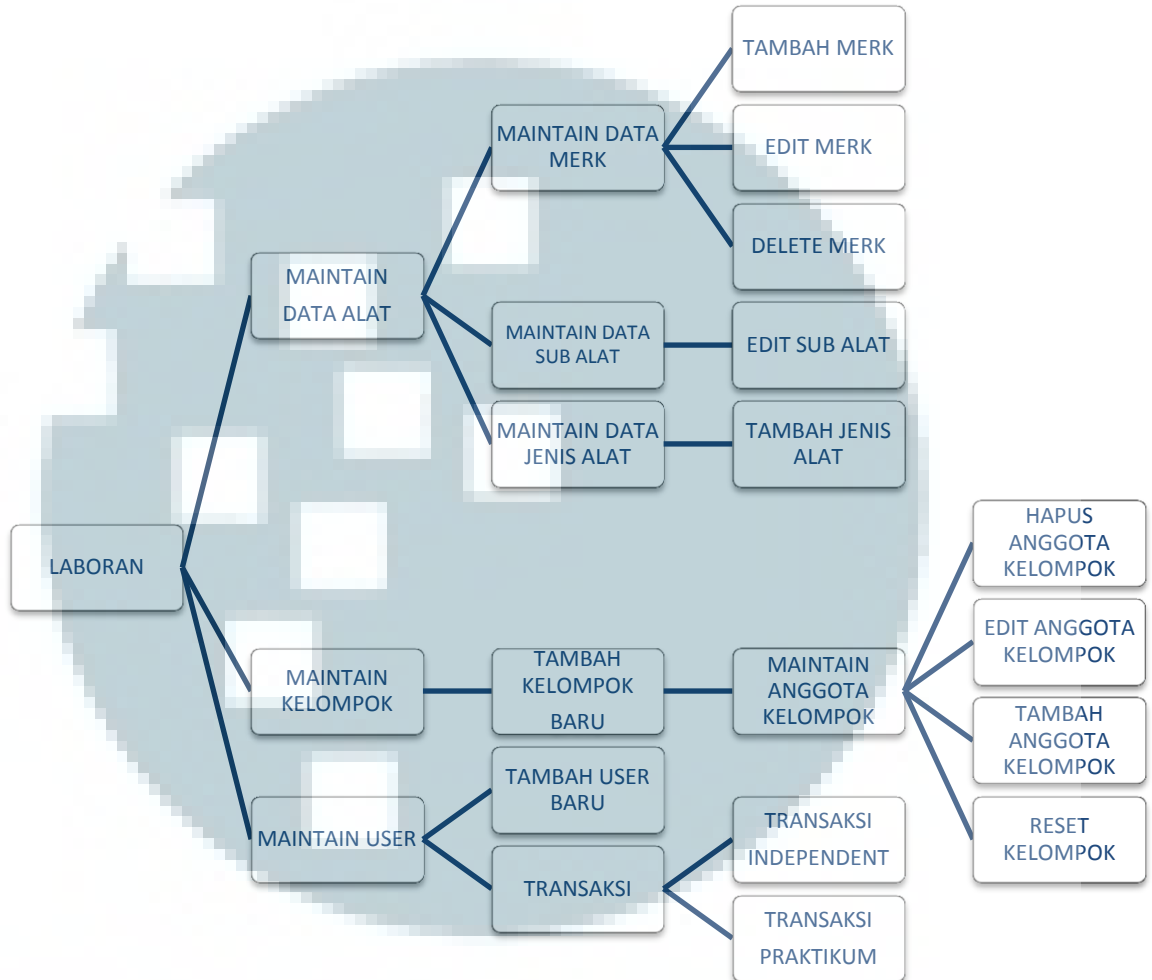 LABORAN
MAINTAIN
DATA ALAT
MAINTAIN DATA
MERK
TAMBAH MERK
EDIT MERK
DELETE MERK
MAINTAIN DATA
SUB ALAT
EDIT SUB ALAT
MAINTAIN DATA
JENIS ALAT
TAMBAH JENIS
ALAT
MAINTAIN
KELOMPOK
TAMBAH
KELOMPOK
BARU
MAINTAIN
ANGGOTA
KELOMPOK
HAPUS
ANGGOTA
KELOMPOK
EDIT ANGGOTA
KELOMPOK
TAMBAH
ANGGOTA
KELOMPOK
RESET
KELOMPOK
MAINTAIN USER
TAMBAH USER
BARU
TRANSAKSI
TRANSAKSI
INDEPENDENT
TRANSAKSI
PRAKTIKUM